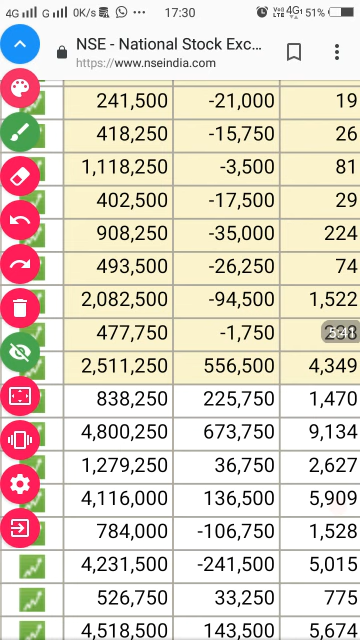 4G G 0K/s ... 17:30 VoD LTE 4G1 51%
NSE - National Stock Exc...
https://www.nseindia.com
241,500 -21,000 19
418,250 -15,750 26
1,118,250 -3,500 81
402,500 -17,500 29
908,250 -35,000 224
493,500 -26,250 74
2,082,500 -94,500 1,522
477,750 -1,750 5:41
2,511,250 556,500 4,349
838,250 225,750 1,470
4,800,250 673,750 9,134
1,279,250 36,750 2,627
4,116,000 136,500 5,909
784,000 -106,750 1,528
4,231,500 -241,500 5,015
526,750 33,250 775
4,518,500 143,500 5,674